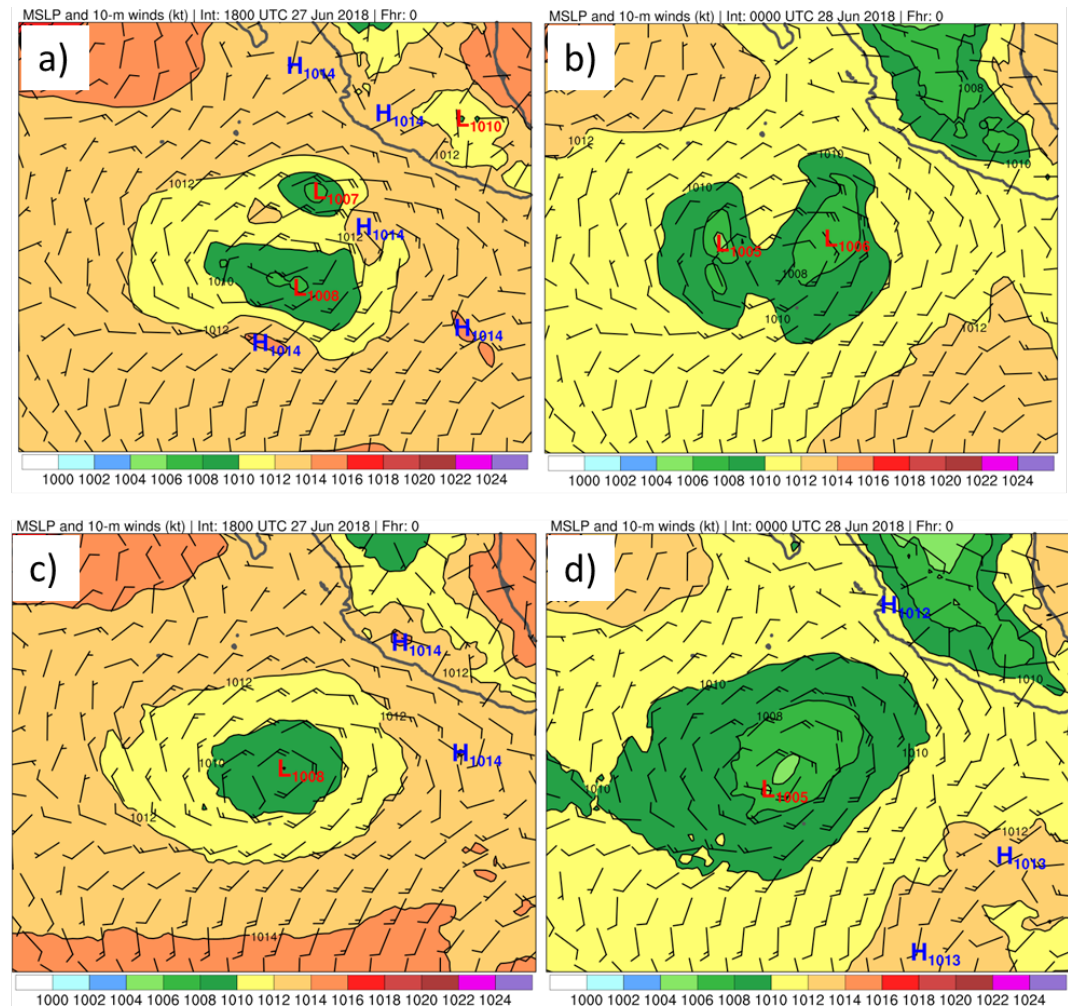 MSLP and 10-m winds (kt) | Int: 1800 UTC 27 Jun 2018 | Fhr: 0
a)
H1014
H1014
L1010
1012
1012
L1007
1012
H1014
1010
L1008
1012
H1014
H1014
1000 1002 1004 1006 1008 1010 1012 1014 1016 1018 1020 1022 1024
MSLP and 10-m winds (kt) | Int: 0000 UTC 28 Jun 2018 | Fhr: 0
b)
1008
1012
1010
1010
1010
L1005
L1006
1008
1010
1012
1000 1002 1004 1006 1008 1010 1012 1014 1016 1018 1020 1022 1024
MSLP and 10-m winds (kt) | Int: 1800 UTC 27 Jun 2018 | Fhr: 0
c)
H1014
1012
1012
1012
1010
L1008
H1014
1012
1014
1000 1002 1004 1006 1008 1010 1012 1014 1016 1018 1020 1022 1024
MSLP and 10-m winds (kt) | Int: 0000 UTC 28 Jun 2018 | Fhr: 0
d)
H1012
1010
1010
1008
1010
1010
L1005
1012
H1013
H1013
1000 1002 1004 1006 1008 1010 1012 1014 1016 1018 1020 1022 1024